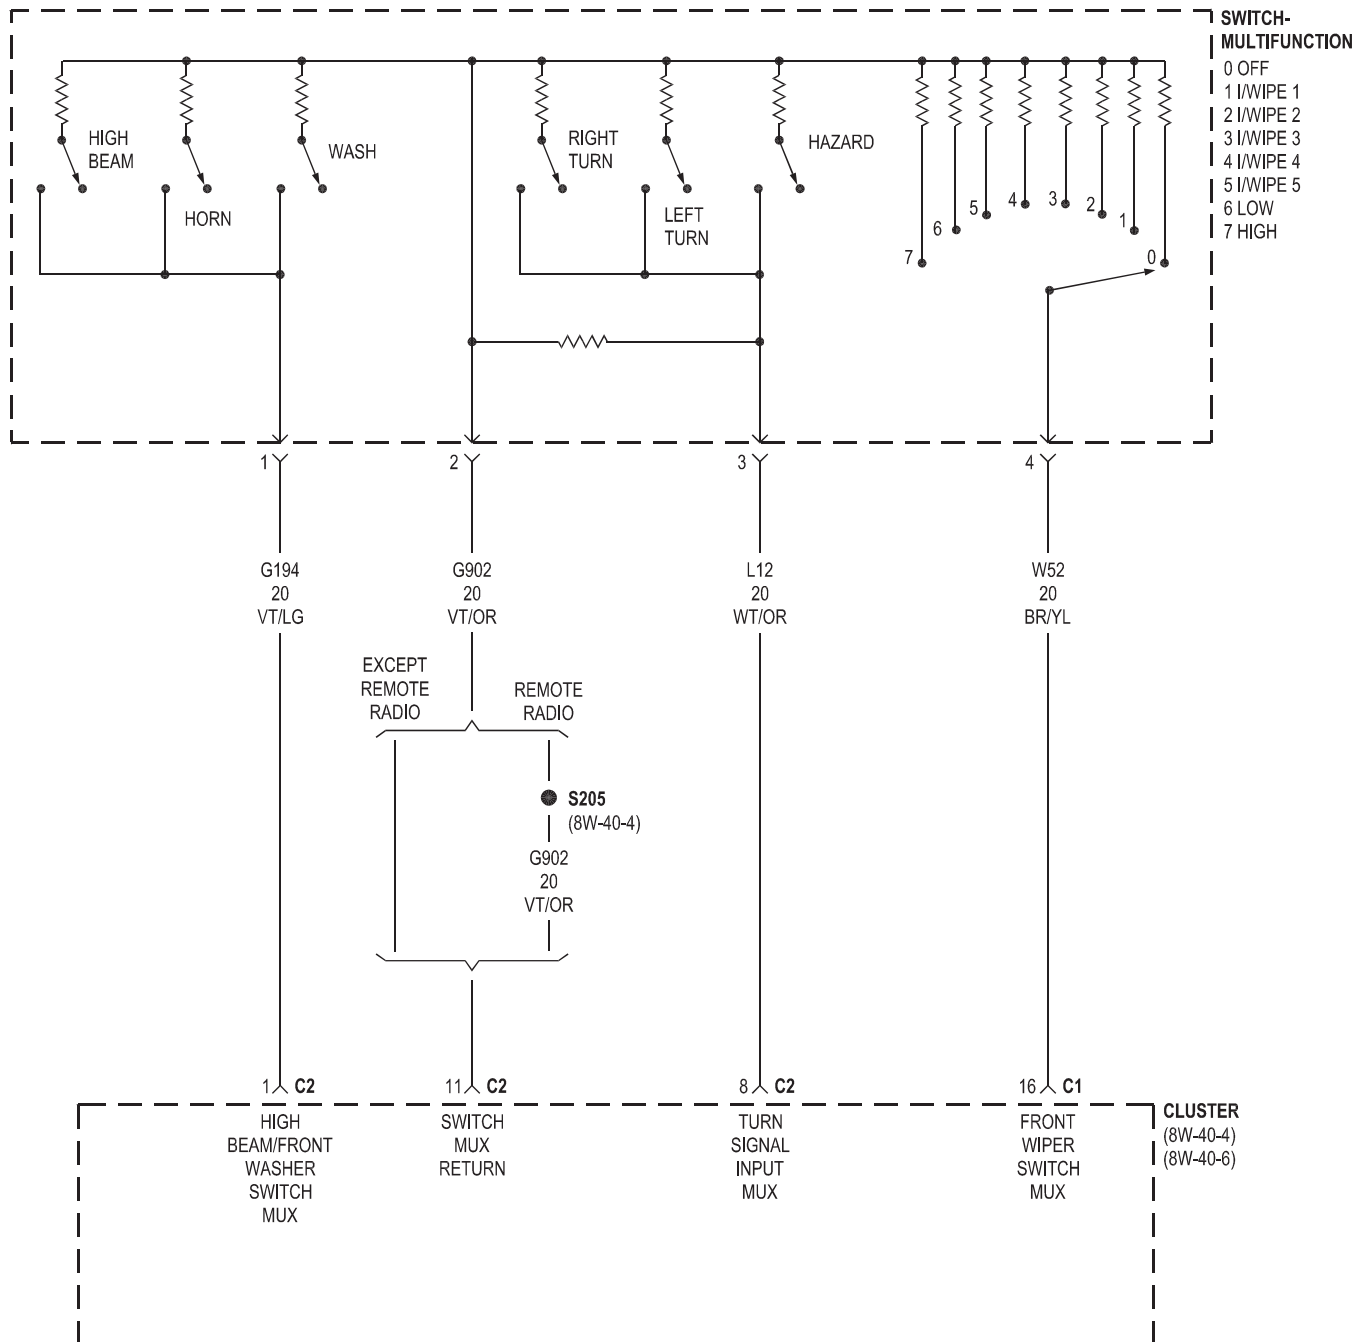 SWITCH-
MULTIFUNCTION
0 OFF
1 I/WIPE 1
2 I/WIPE 2
3 I/WIPE 3
4 I/WIPE 4
5 I/WIPE 5
6 LOW
7 HIGH
HIGH
BEAM
HORN
WASH
RIGHT
TURN
LEFT
TURN
HAZARD
7
6
5
4
3
2
1
0
1
2
3
4
G194
20
VT/LG
G902
20
VT/OR
L12
20
WT/OR
W52
20
BR/YL
EXCEPT
REMOTE
RADIO
REMOTE
RADIO
S205
(8W-40-4)
G902
20
VT/OR
1 C2
11 C2
8 C2
16 C1
HIGH
BEAM/FRONT
WASHER
SWITCH
MUX
SWITCH
MUX
RETURN
TURN
SIGNAL
INPUT
MUX
FRONT
WIPER
SWITCH
MUX
CLUSTER
(8W-40-4)
(8W-40-6)